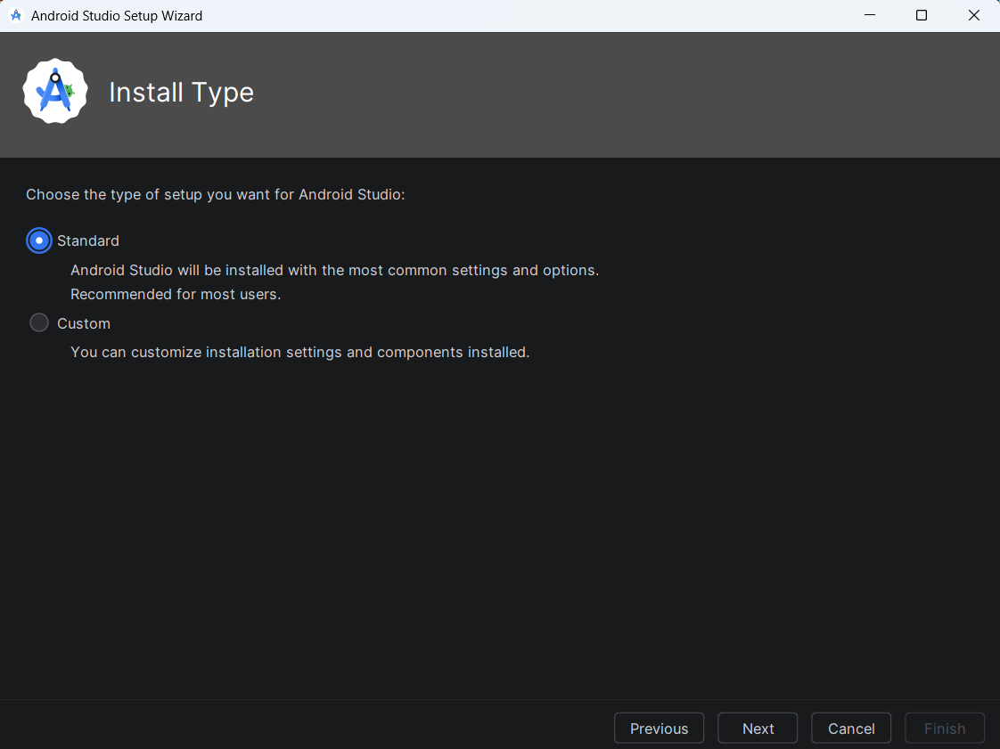 Android Studio Setup Wizard
Install Type
Choose the type of setup you want for Android Studio:
Standard
Android Studio will be installed with the most common settings and options.
Recommended for most users.
Custom
You can customize installation settings and components installed.
Previous
Next
Cancel
Finish